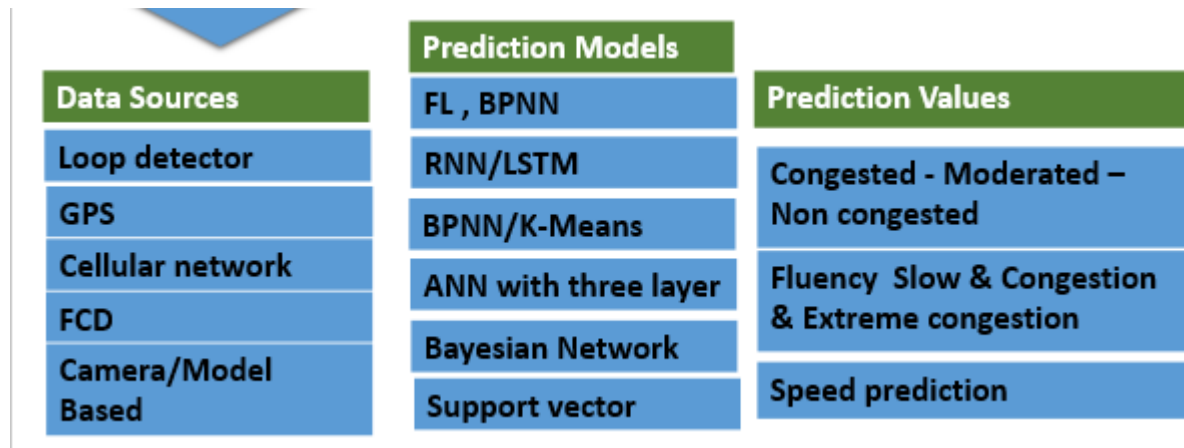 Data Sources
Loop detector
GPS
Cellular network
FCD
Camera/Model
Based
Prediction Models
FL , BPNN
RNN/LSTM
BPNN/K-Means
ANN with three layer
Bayesian Network
Support vector
Prediction Values
Congested - Moderated –
Non congested
Fluency  Slow & Congestion
& Extreme congestion
Speed prediction